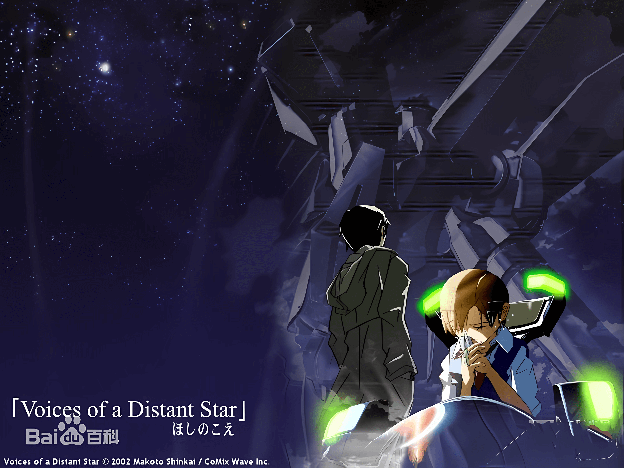 「Voices of a Distant Star」
ほしのこえ
Bai百科
Voices of a Distant Star © 2002 Makoto Shinkai / CoMix Wave Inc.